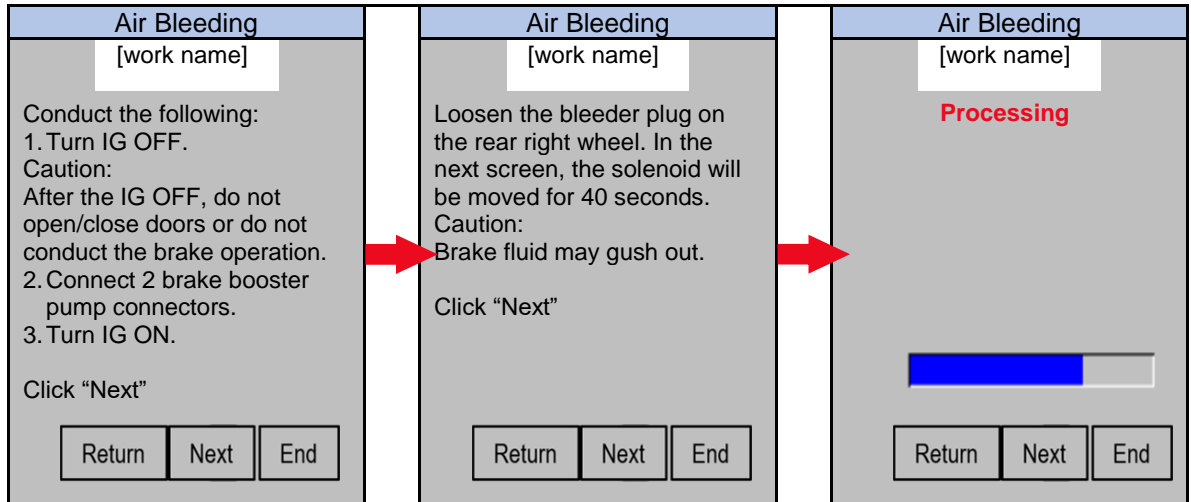 Air Bleeding
[work name]
Conduct the following:
1. Turn IG OFF.
Caution:
After the IG OFF, do not
open/close doors or do not
conduct the brake operation.
2. Connect 2 brake booster
pump connectors.
3. Turn IG ON.
Click “Next”
Return Next End
Air Bleeding
[work name]
Loosen the bleeder plug on
the rear right wheel. In the
next screen, the solenoid will
be moved for 40 seconds.
Caution:
Brake fluid may gush out.
Click “Next”
Return Next End
Air Bleeding
[work name]
Processing
Return Next End